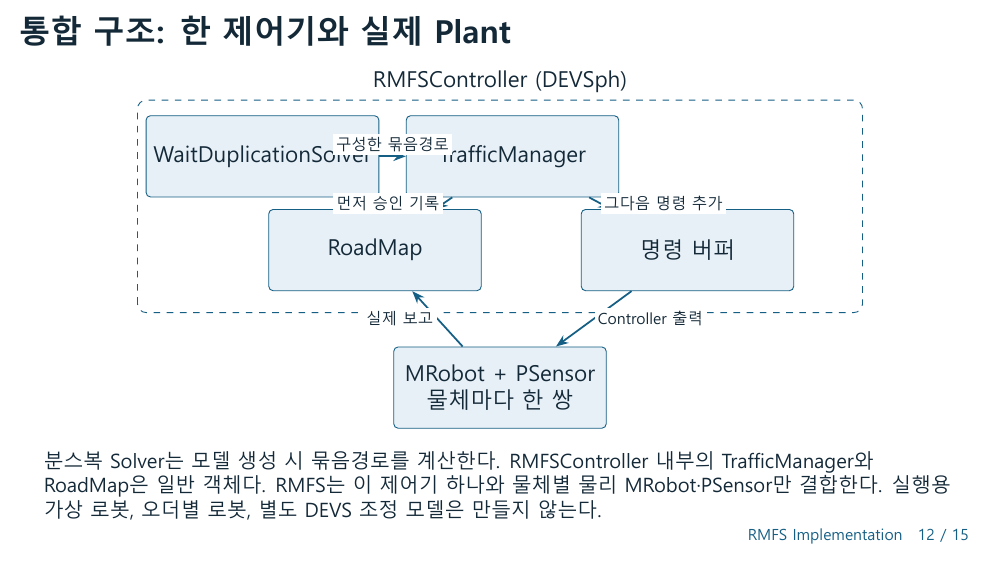 통합 구조: 한 제어기와 실제 Plant
RMFSController (DEVSph)
WaitDuplicationSolver
구성한 묶음경로
TrafficManager
먼저 승인 기록
그다음 명령 추가
RoadMap
명령 버퍼
실제 보고
Controller 출력
MRobot + PSensor
물체마다 한 쌍
분스복 Solver는 모델 생성 시 묶음경로를 계산한다. RMFSController 내부의 TrafficManager와
RoadMap은 일반 객체다. RMFS는 이 제어기 하나와 물체별 물리 MRobot·PSensor만 결합한다. 실행용
가상 로봇, 오더별 로봇, 별도 DEVS 조정 모델은 만들지 않는다.
RMFS Implementation 12 / 15